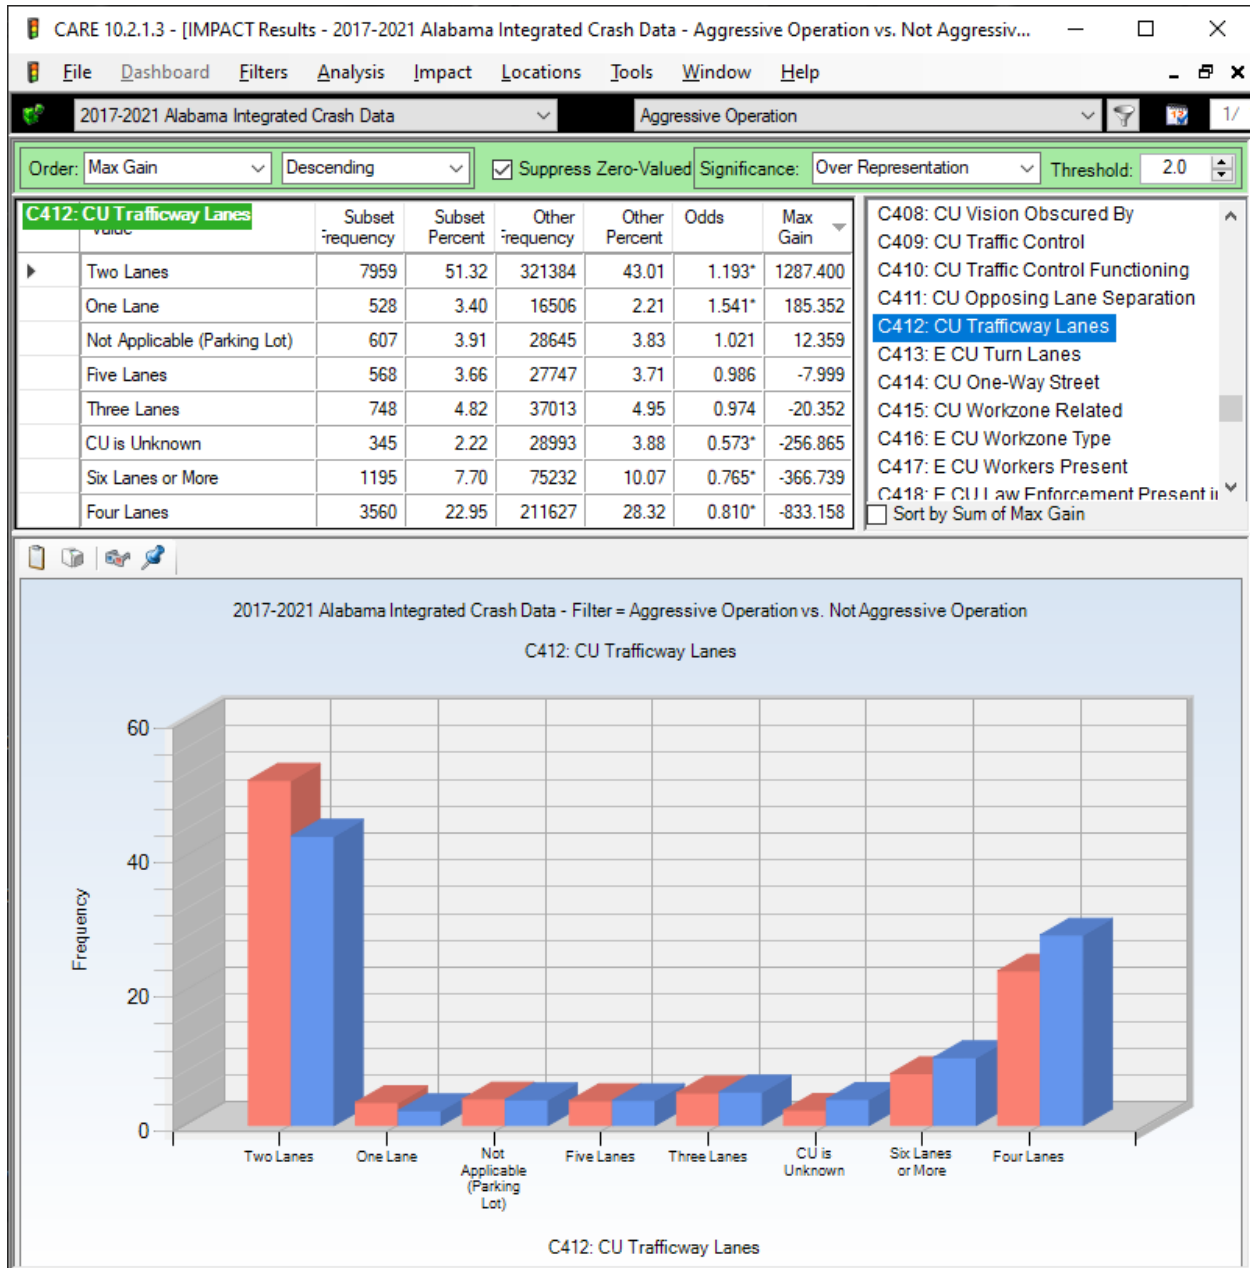 CARE 10.2.1.3 - [IMPACT Results - 2017-2021 Alabama Integrated Crash Data - Aggressive Operation vs. Not Aggressiv...
File Dashboard Filters Analysis Impact Locations Tools Window Help
2017-2021 Alabama Integrated Crash Data Aggressive Operation 1/
Order: Max Gain Descending Suppress Zero-Valued Significance: Over Representation Threshold: 2.0
C412: CU Trafficway Lanes
Value Subset Frequency Subset Percent Other Frequency Other Percent Odds Max Gain
Two Lanes 7959 51.32 321384 43.01 1.193* 1287.400
One Lane 528 3.40 16506 2.21 1.541* 185.352
Not Applicable (Parking Lot) 607 3.91 28645 3.83 1.021 12.359
Five Lanes 568 3.66 27747 3.71 0.986 -7.999
Three Lanes 748 4.82 37013 4.95 0.974 -20.352
CU is Unknown 345 2.22 28993 3.88 0.573* -256.865
Six Lanes or More 1195 7.70 75232 10.07 0.765* -366.739
Four Lanes 3560 22.95 211627 28.32 0.810* -833.158
C408: CU Vision Obscured By
C409: CU Traffic Control
C410: CU Traffic Control Functioning
C411: CU Opposing Lane Separation
C412: CU Trafficway Lanes
C413: E CU Turn Lanes
C414: CU One-Way Street
C415: CU Workzone Related
C416: E CU Workzone Type
C417: E CU Workers Present
C418: E CU Law Enforcement Present i
Sort by Sum of Max Gain
2017-2021 Alabama Integrated Crash Data - Filter = Aggressive Operation vs. Not Aggressive Operation
C412: CU Trafficway Lanes
60
40
20
0
Frequency
Two Lanes
One Lane
Not
Applicable
(Parking
Lot)
Five Lanes
Three Lanes
CU is
Unknown
Six Lanes
or More
Four Lanes
C412: CU Trafficway Lanes